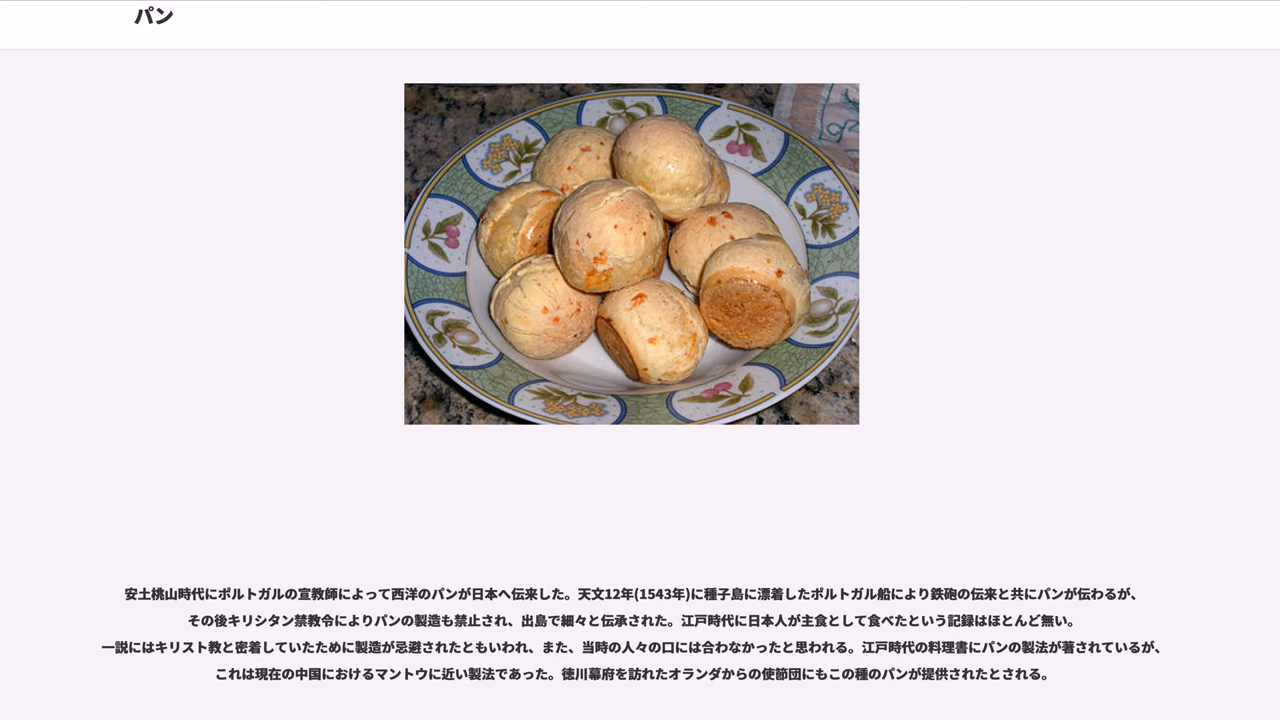 パン
安土桃山時代にポルトガルの宣教師によって西洋のパンが日本へ伝来した。天文12年(1543年)に種子島に漂着したポルトガル船により鉄砲の伝来と共にパンが伝わるが、
その後キリシタン禁教令によりパンの製造も禁止され、出島で細々と伝承された。江戸時代に日本人が主食として食べたという記録はほとんど無い。
一説にはキリスト教と密着していたために製造が忌避されたともいわれ、また、当時の人々の口には合わなかったと思われる。江戸時代の料理書にパンの製法が著されているが、
これは現在の中国におけるマントウに近い製法であった。徳川幕府を訪れたオランダからの使節団にもこの種のパンが提供されたとされる。